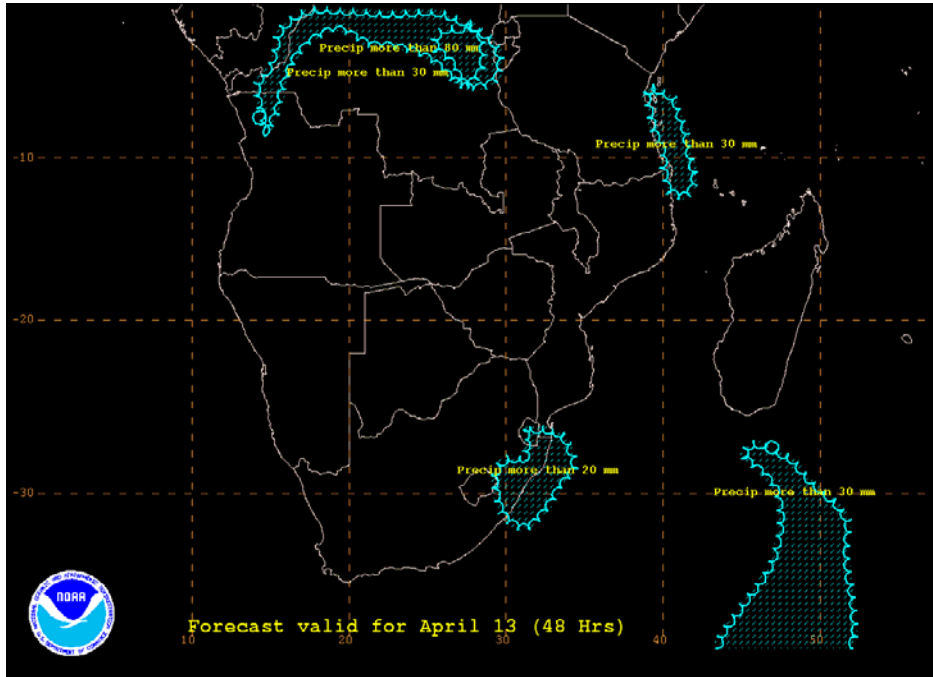 Precip more than 80 mm
Precip more than 30 mm
Precip more than 30 mm
-10
-20
Precip more than 20 mm
Precip more than 30 mm
-30
NOAA
Forecast valid for April 13 (48 Hrs)
10
20
30
40
50